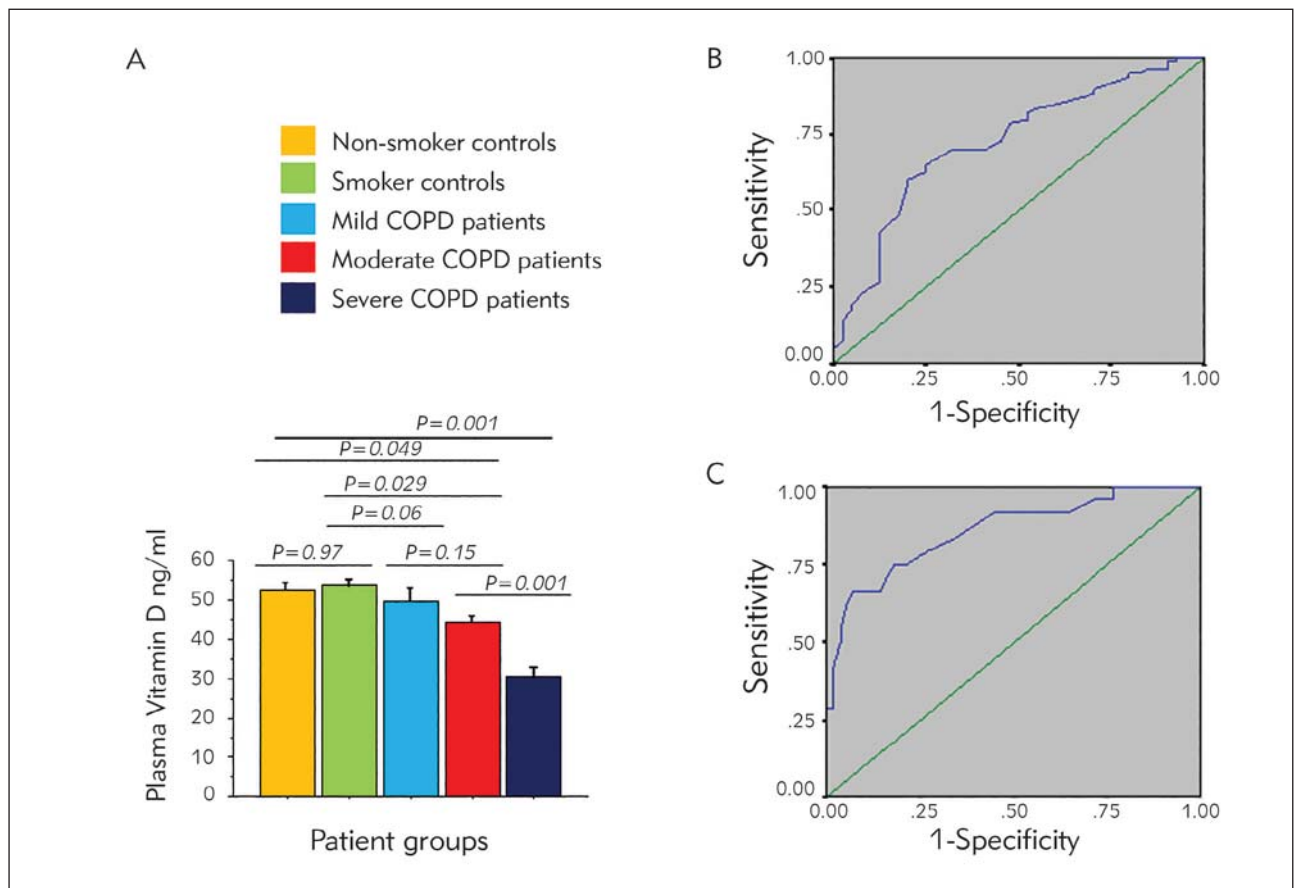 A
Non-smoker controls
Smoker controls
Mild COPD patients
Moderate COPD patients
Severe COPD patients
P=0.001
P=0.049
P=0.029
P=0.06
P=0.97
P=0.15
P=0.001
Plasma Vitamin D ng/ml
60
50
40
30
20
10
0
Patient groups
B
Sensitivity
1.00
.75
.50
.25
0.00
0.00 .25 .50 .75 1.00
1-Specificity
C
Sensitivity
1.00
.75
.50
.25
0.00
0.00 .25 .50 .75 1.00
1-Specificity